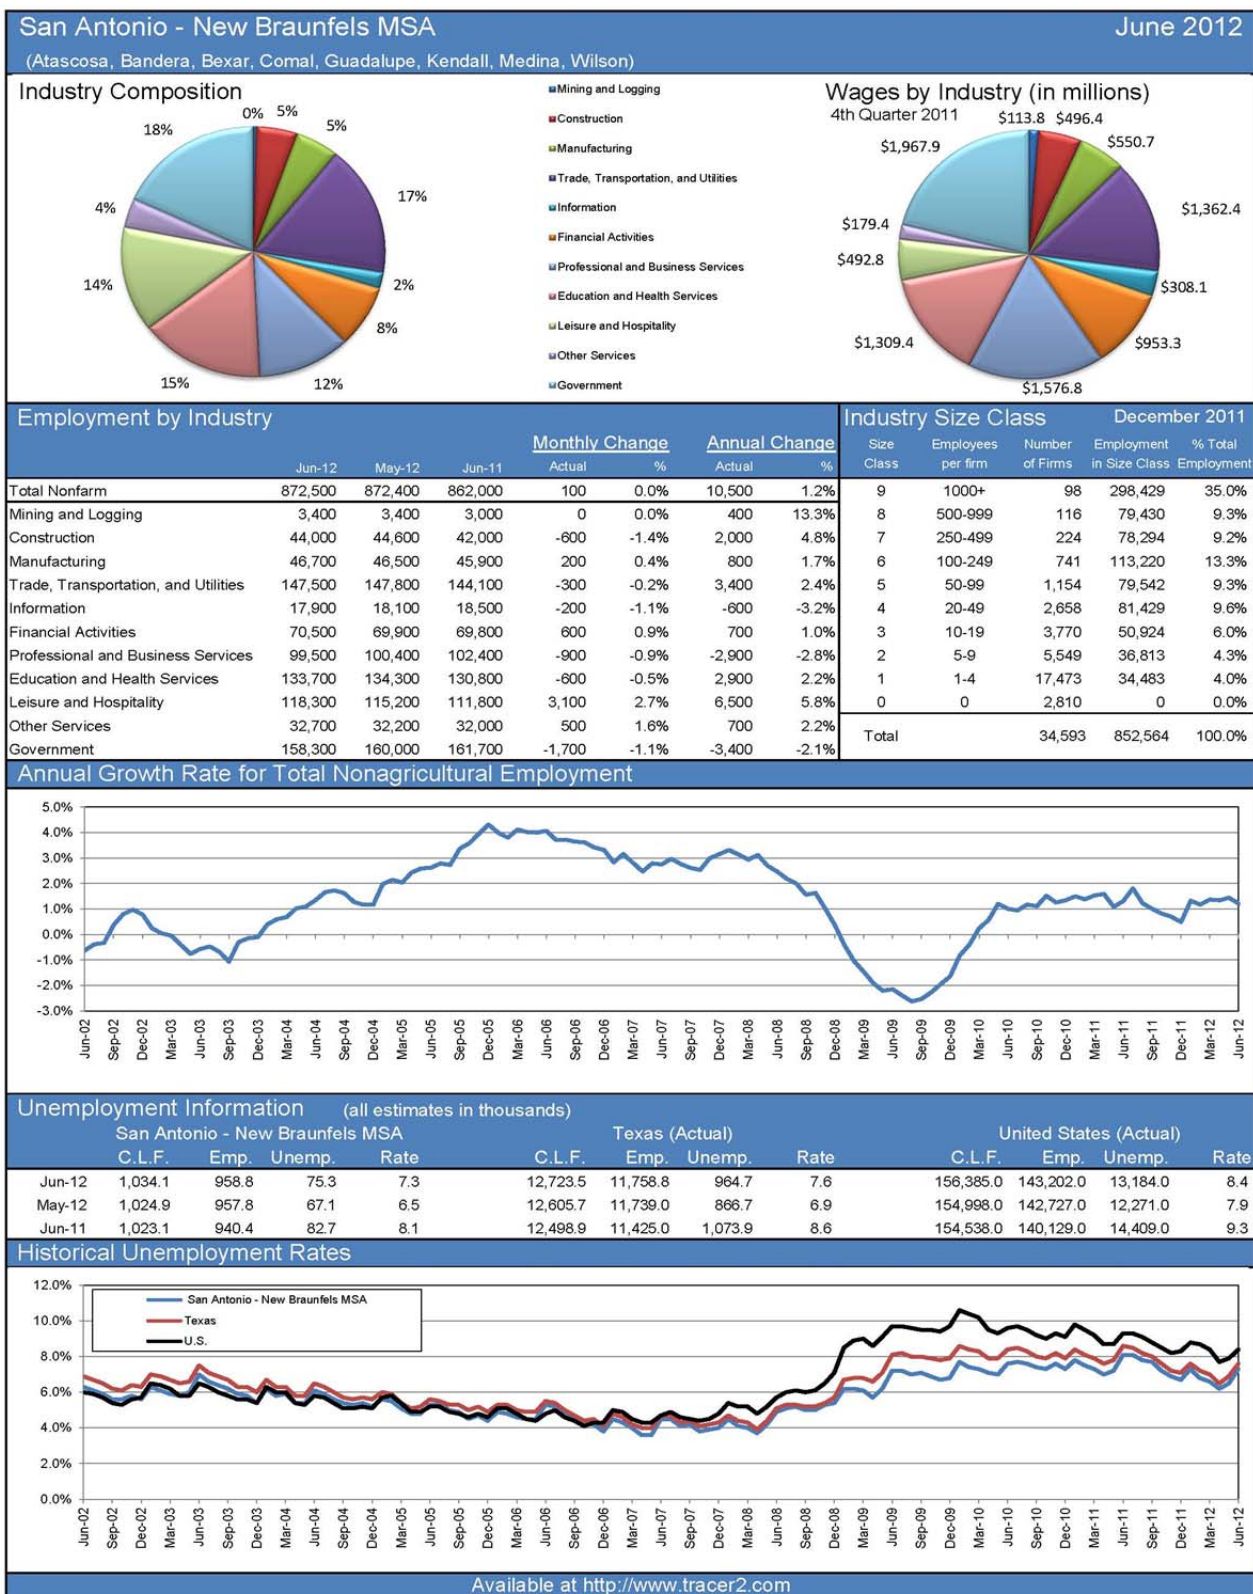 San Antonio - New Braunfels MSA June 2012
(Atascosa, Bandera, Bexar, Comal, Guadalupe, Kendall, Medina, Wilson)
Industry Composition
0%
5%
5%
17%
2%
8%
12%
15%
14%
4%
18%
Mining and Logging
Construction
Manufacturing
Trade, Transportation, and Utilities
Information
Financial Activities
Professional and Business Services
Education and Health Services
Leisure and Hospitality
Other Services
Government
Wages by Industry (in millions)
4th Quarter 2011
$113.8
$496.4
$550.7
$1,362.4
$308.1
$953.3
$1,576.8
$1,309.4
$492.8
$179.4
$1,967.9
Employment by Industry
Monthly Change Annual Change
Jun-12 May-12 Jun-11 Actual % Actual %
Total Nonfarm 872,500 872,400 862,000 100 0.0% 10,500 1.2%
Mining and Logging 3,400 3,400 3,000 0 0.0% 400 13.3%
Construction 44,000 44,600 42,000 -600 -1.4% 2,000 4.8%
Manufacturing 46,700 46,500 45,900 200 0.4% 800 1.7%
Trade, Transportation, and Utilities 147,500 147,800 144,100 -300 -0.2% 3,400 2.4%
Information 17,900 18,100 18,500 -200 -1.1% -600 -3.2%
Financial Activities 70,500 69,900 69,800 600 0.9% 700 1.0%
Professional and Business Services 99,500 100,400 102,400 -900 -0.9% -2,900 -2.8%
Education and Health Services 133,700 134,300 130,800 -600 -0.5% 2,900 2.2%
Leisure and Hospitality 118,300 115,200 111,800 3,100 2.7% 6,500 5.8%
Other Services 32,700 32,200 32,000 500 1.6% 700 2.2%
Government 158,300 160,000 161,700 -1,700 -1.1% -3,400 -2.1%
Industry Size Class December 2011
Size Employees Number Employment % Total
Class per firm of Firms in Size Class Employment
9 1000+ 98 298,429 35.0%
8 500-999 116 79,430 9.3%
7 250-499 224 78,294 9.2%
6 100-249 741 113,220 13.3%
5 50-99 1,154 79,542 9.3%
4 20-49 2,658 81,429 9.6%
3 10-19 3,770 50,924 6.0%
2 5-9 5,549 36,813 4.3%
1 1-4 17,473 34,483 4.0%
0 0 2,810 0 0.0%
Total 34,593 852,564 100.0%
Annual Growth Rate for Total Nonagricultural Employment
5.0%
4.0%
3.0%
2.0%
1.0%
0.0%
-1.0%
-2.0%
-3.0%
Jun-02 Sep-02 Dec-02 Mar-03 Jun-03 Sep-03 Dec-03 Mar-04 Jun-04 Sep-04 Dec-04 Mar-05 Jun-05 Sep-05 Dec-05 Mar-06 Jun-06 Sep-06 Dec-06 Mar-07 Jun-07 Sep-07 Dec-07 Mar-08 Jun-08 Sep-08 Dec-08 Mar-09 Jun-09 Sep-09 Dec-09 Mar-10 Jun-10 Sep-10 Dec-10 Mar-11 Jun-11 Sep-11 Dec-11 Mar-12 Jun-12
Unemployment Information (all estimates in thousands)
San Antonio - New Braunfels MSA Texas (Actual) United States (Actual)
C.L.F. Emp. Unemp. Rate C.L.F. Emp. Unemp. Rate C.L.F. Emp. Unemp. Rate
Jun-12 1,034.1 958.8 75.3 7.3 12,723.5 11,758.8 964.7 7.6 156,385.0 143,202.0 13,184.0 8.4
May-12 1,024.9 957.8 67.1 6.5 12,605.7 11,739.0 866.7 6.9 154,998.0 142,727.0 12,271.0 7.9
Jun-11 1,023.1 940.4 82.7 8.1 12,498.9 11,425.0 1,073.9 8.6 154,538.0 140,129.0 14,409.0 9.3
Historical Unemployment Rates
12.0%
10.0%
8.0%
6.0%
4.0%
2.0%
0.0%
San Antonio - New Braunfels MSA
Texas
U.S.
Jun-02 Sep-02 Dec-02 Mar-03 Jun-03 Sep-03 Dec-03 Mar-04 Jun-04 Sep-04 Dec-04 Mar-05 Jun-05 Sep-05 Dec-05 Mar-06 Jun-06 Sep-06 Dec-06 Mar-07 Jun-07 Sep-07 Dec-07 Mar-08 Jun-08 Sep-08 Dec-08 Mar-09 Jun-09 Sep-09 Dec-09 Mar-10 Jun-10 Sep-10 Dec-10 Mar-11 Jun-11 Sep-11 Dec-11 Mar-12 Jun-12
Available at http://www.tracer2.com